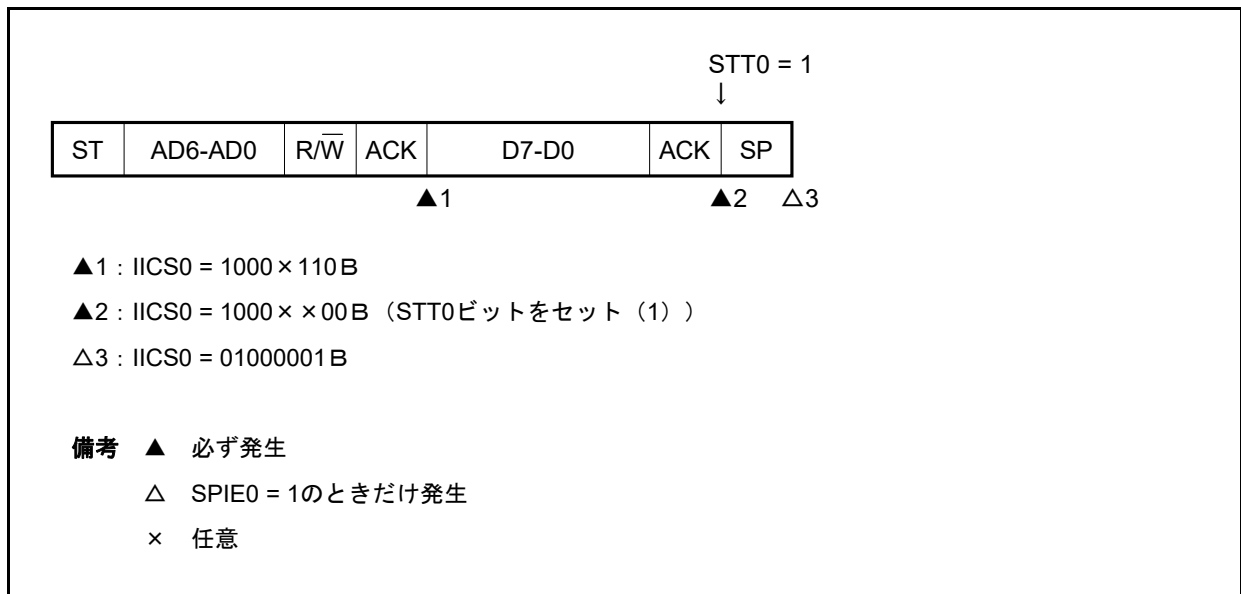 STT0 = 1
↓
ST AD6-AD0 R/W̅ ACK D7-D0 ACK SP
▲1 ▲2 △3
▲1：IICS0 = 1000×110B
▲2：IICS0 = 1000××00B（STT0ビットをセット（1））
△3：IICS0 = 01000001B
備考 ▲ 必ず発生
△ SPIE0 = 1のときだけ発生
× 任意